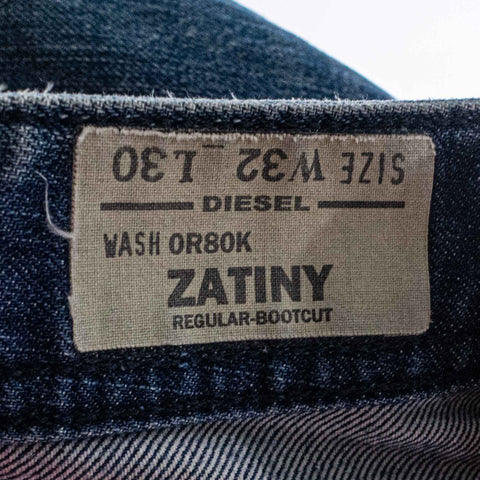 SIZE W32 L30
DIESEL
WASH 0R80K
ZATINY
REGULAR-BOOTCUT